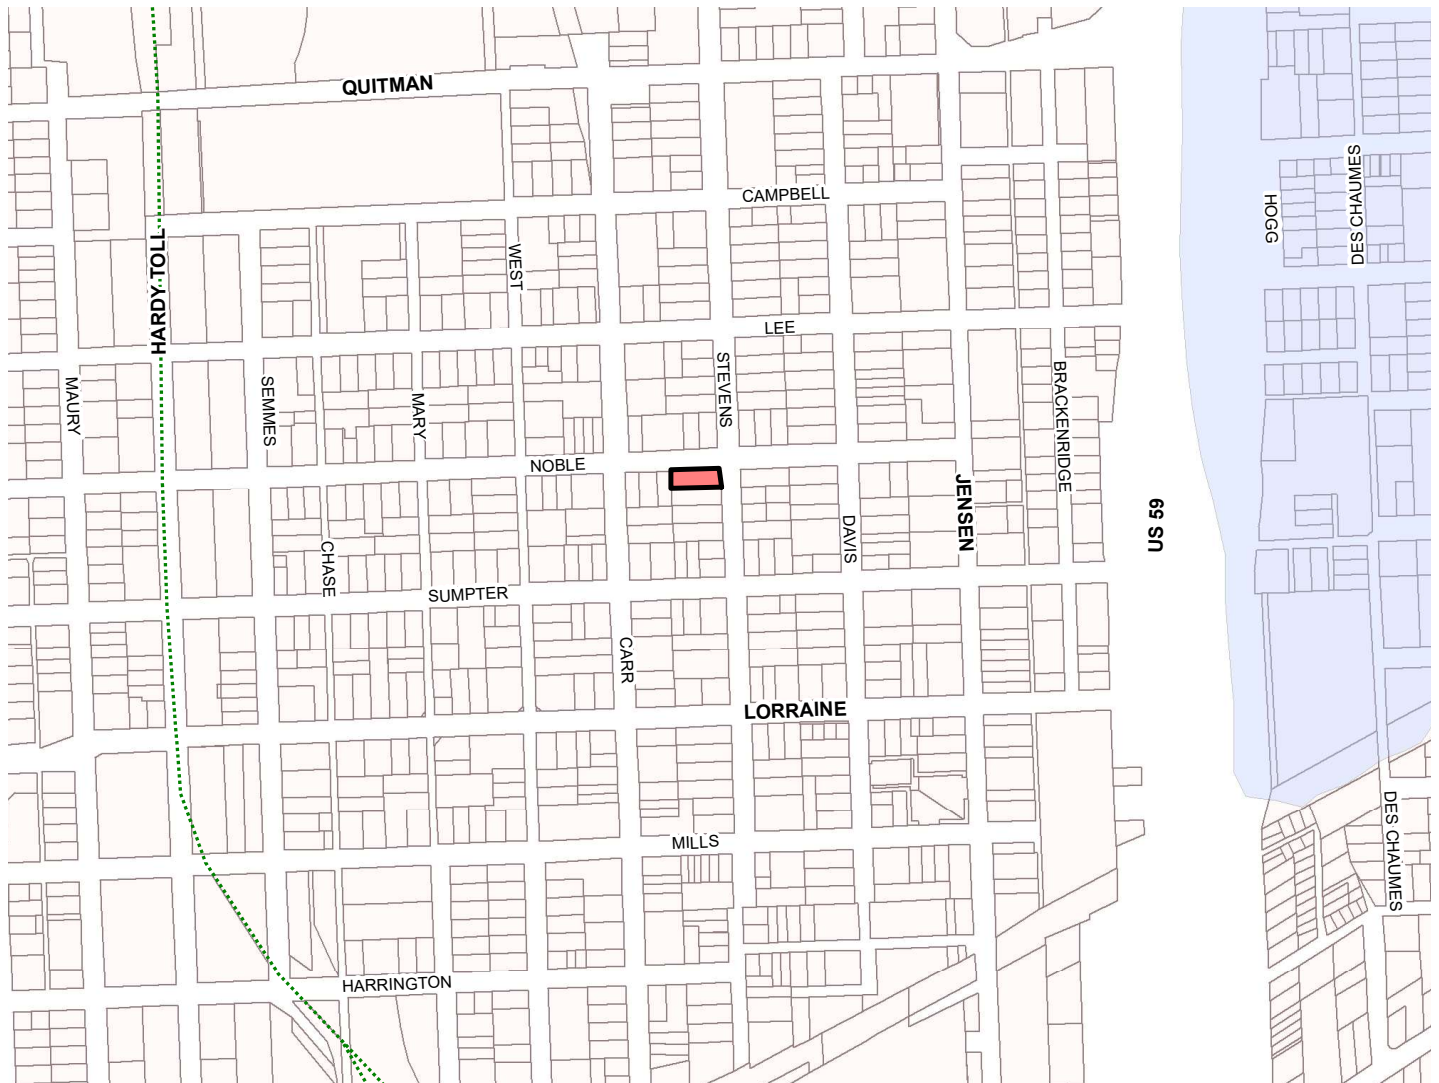 QUITMAN
CAMPBELL
DES CHAUMES
HOGG
HARDY TOLL
WEST
LEE
STEVENS
MAURY
SEMMES
MARY
BRACKENRIDGE
NOBLE
JENSEN
US 59
DAVIS
CHASE
SUMPTER
CARR
LORRAINE
MILLS
DES CHAUMES
HARRINGTON